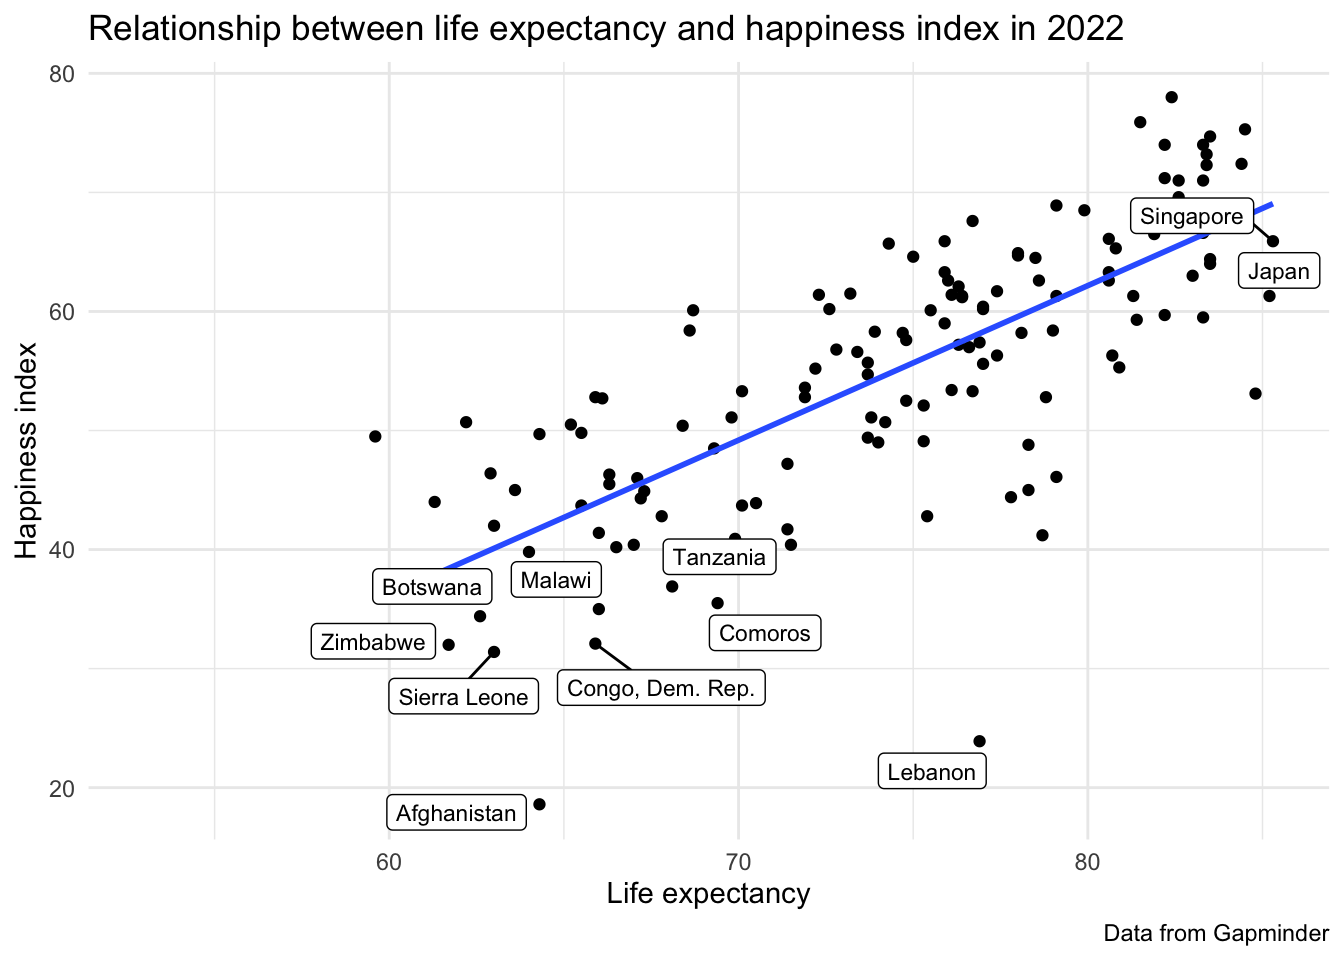 Relationship between life expectancy and happiness index in 2022
80
60
40
20
Happiness index
Singapore
Japan
Tanzania
Botswana
Malawi
Comoros
Zimbabwe
Sierra Leone
Congo, Dem. Rep.
Lebanon
Afghanistan
60
70
80
Life expectancy
Data from Gapminder